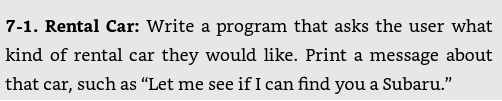 7-1. Rental Car: Write a program that asks the user what
kind of rental car they would like. Print a message about
that car, such as “Let me see if I can find you a Subaru.”